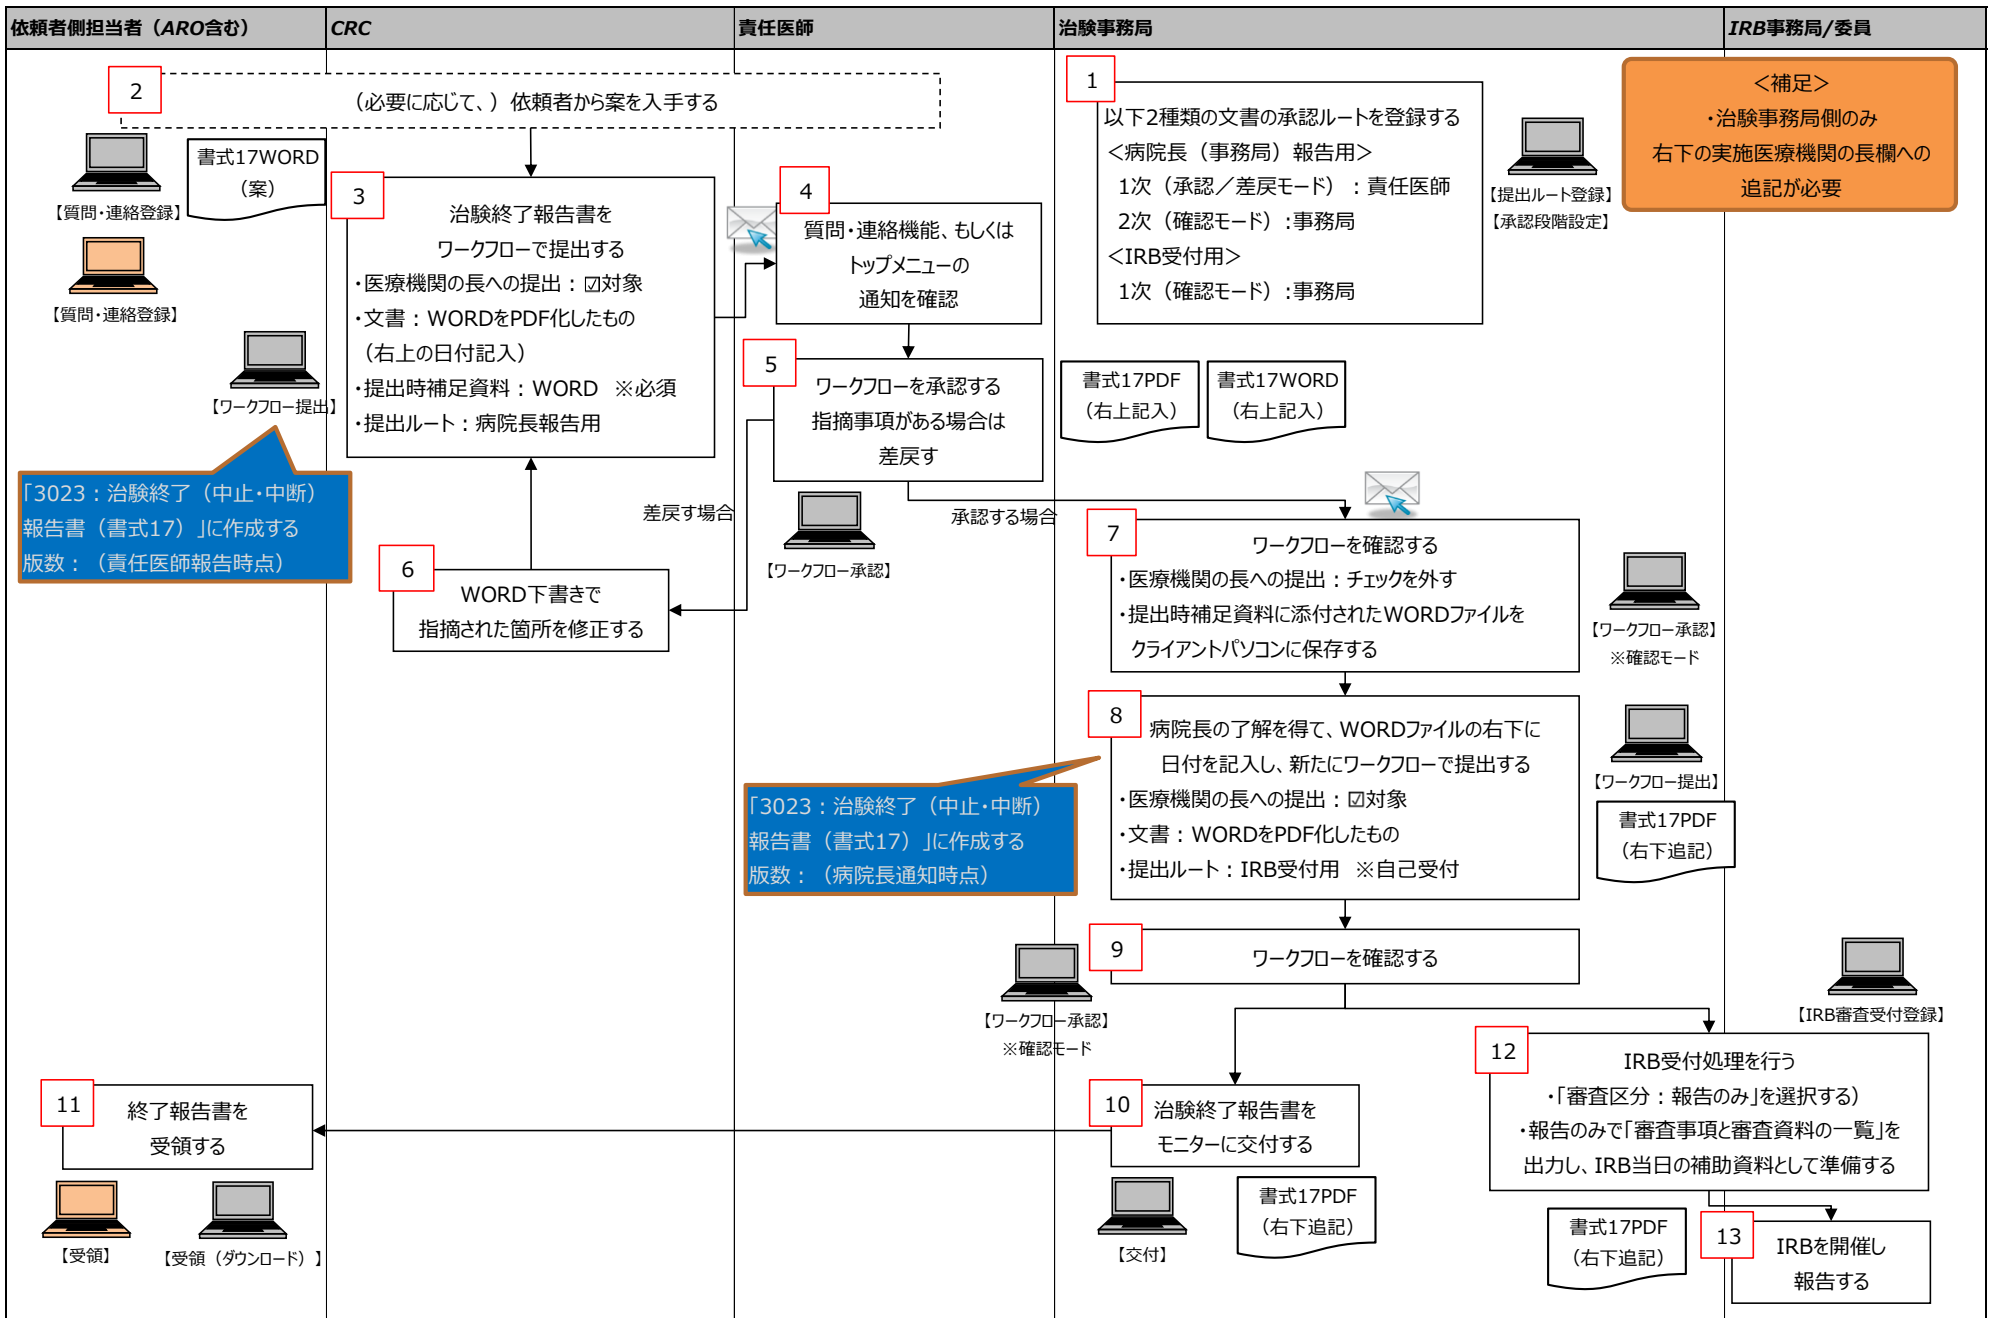 依頼者側担当者（ARO含む）
CRC
責任医師
治験事務局
IRB事務局/委員
2
（必要に応じて、）依頼者から案を入手する
【質問・連絡登録】
書式17WORD
（案）
【質問・連絡登録】
1
以下2種類の文書の承認ルートを登録する
＜病院長（事務局）報告用＞
1次（承認／差戻モード）：責任医師
2次（確認モード）：事務局
＜IRB受付用＞
1次（確認モード）：事務局
【提出ルート登録】
【承認段階設定】
＜補足＞
・治験事務局側のみ
右下の実施医療機関の長欄への
追記が必要
3
治験終了報告書を
ワークフローで提出する
・医療機関の長への提出：☑対象
・文書：WORDをPDF化したもの
（右上の日付記入）
・提出時補足資料：WORD　※必須
・提出ルート：病院長報告用
【ワークフロー提出】
「3023：治験終了（中止・中断）
報告書（書式17）」に作成する
版数：（責任医師報告時点）
4
質問・連絡機能、もしくは
トップメニューの
通知を確認
5
ワークフローを承認する
指摘事項がある場合は
差戻す
【ワークフロー承認】
差戻す場合
承認する場合
書式17PDF
（右上記入）
書式17WORD
（右上記入）
6
WORD下書きで
指摘された箇所を修正する
7
ワークフローを確認する
・医療機関の長への提出：チェックを外す
・提出時補足資料に添付されたWORDファイルを
クライアントパソコンに保存する
【ワークフロー承認】
※確認モード
8
病院長の了解を得て、WORDファイルの右下に
日付を記入し、新たにワークフローで提出する
・医療機関の長への提出：☑対象
・文書：WORDをPDF化したもの
・提出ルート：IRB受付用　※自己受付
【ワークフロー提出】
書式17PDF
（右下追記）
「3023：治験終了（中止・中断）
報告書（書式17）」に作成する
版数：（病院長通知時点）
9
ワークフローを確認する
【ワークフロー承認】
※確認モード
【IRB審査受付登録】
12
IRB受付処理を行う
・「審査区分：報告のみ」を選択する）
・報告のみで「審査事項と審査資料の一覧」を
出力し、IRB当日の補助資料として準備する
10
治験終了報告書を
モニターに交付する
【交付】
書式17PDF
（右下追記）
11
終了報告書を
受領する
【受領】
【受領（ダウンロード）】
書式17PDF
（右下追記）
13
IRBを開催し
報告する